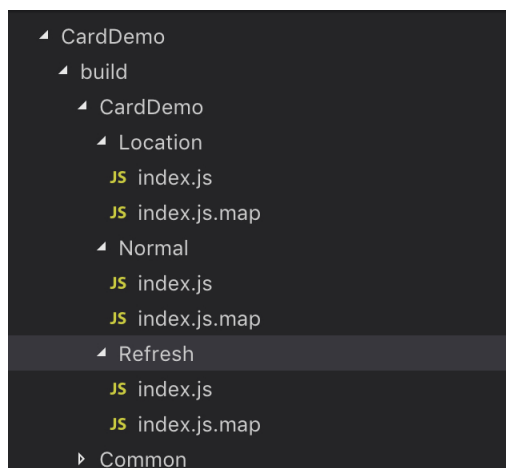 CardDemo
build
CardDemo
Location
JS index.js
JS index.js.map
Normal
JS index.js
JS index.js.map
Refresh
JS index.js
JS index.js.map
Common